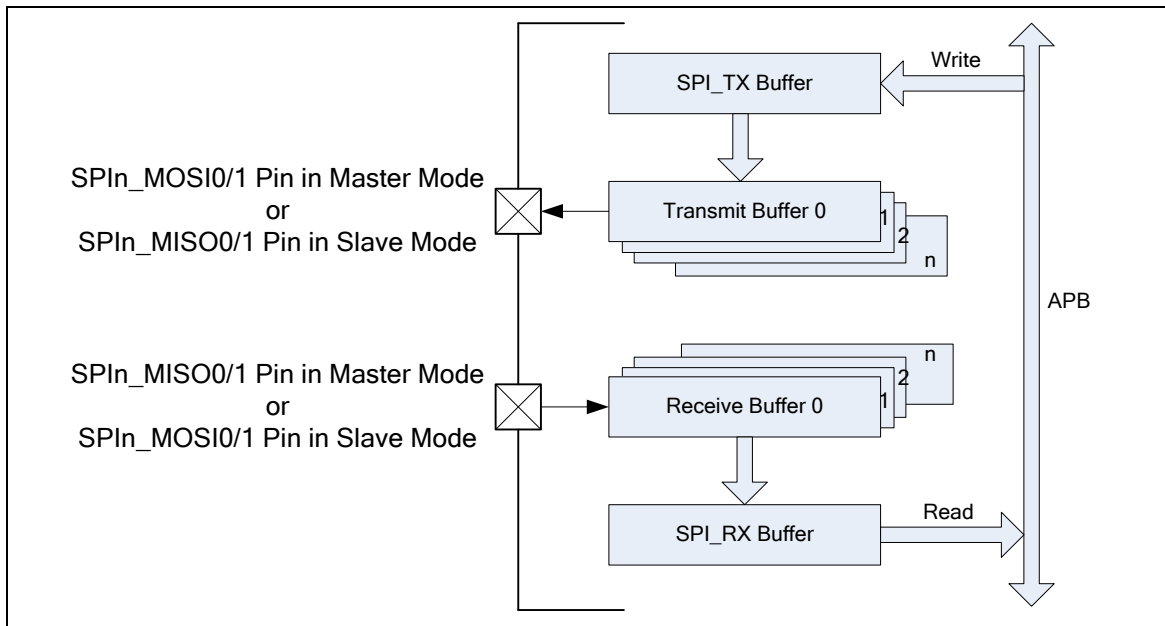 Write
SPI_TX Buffer
SPIn_MOSI0/1 Pin in Master Mode
or
SPIn_MISO0/1 Pin in Slave Mode
Transmit Buffer 0
1
2
n
APB
SPIn_MISO0/1 Pin in Master Mode
or
SPIn_MOSI0/1 Pin in Slave Mode
n
2
1
Receive Buffer 0
Read
SPI_RX Buffer